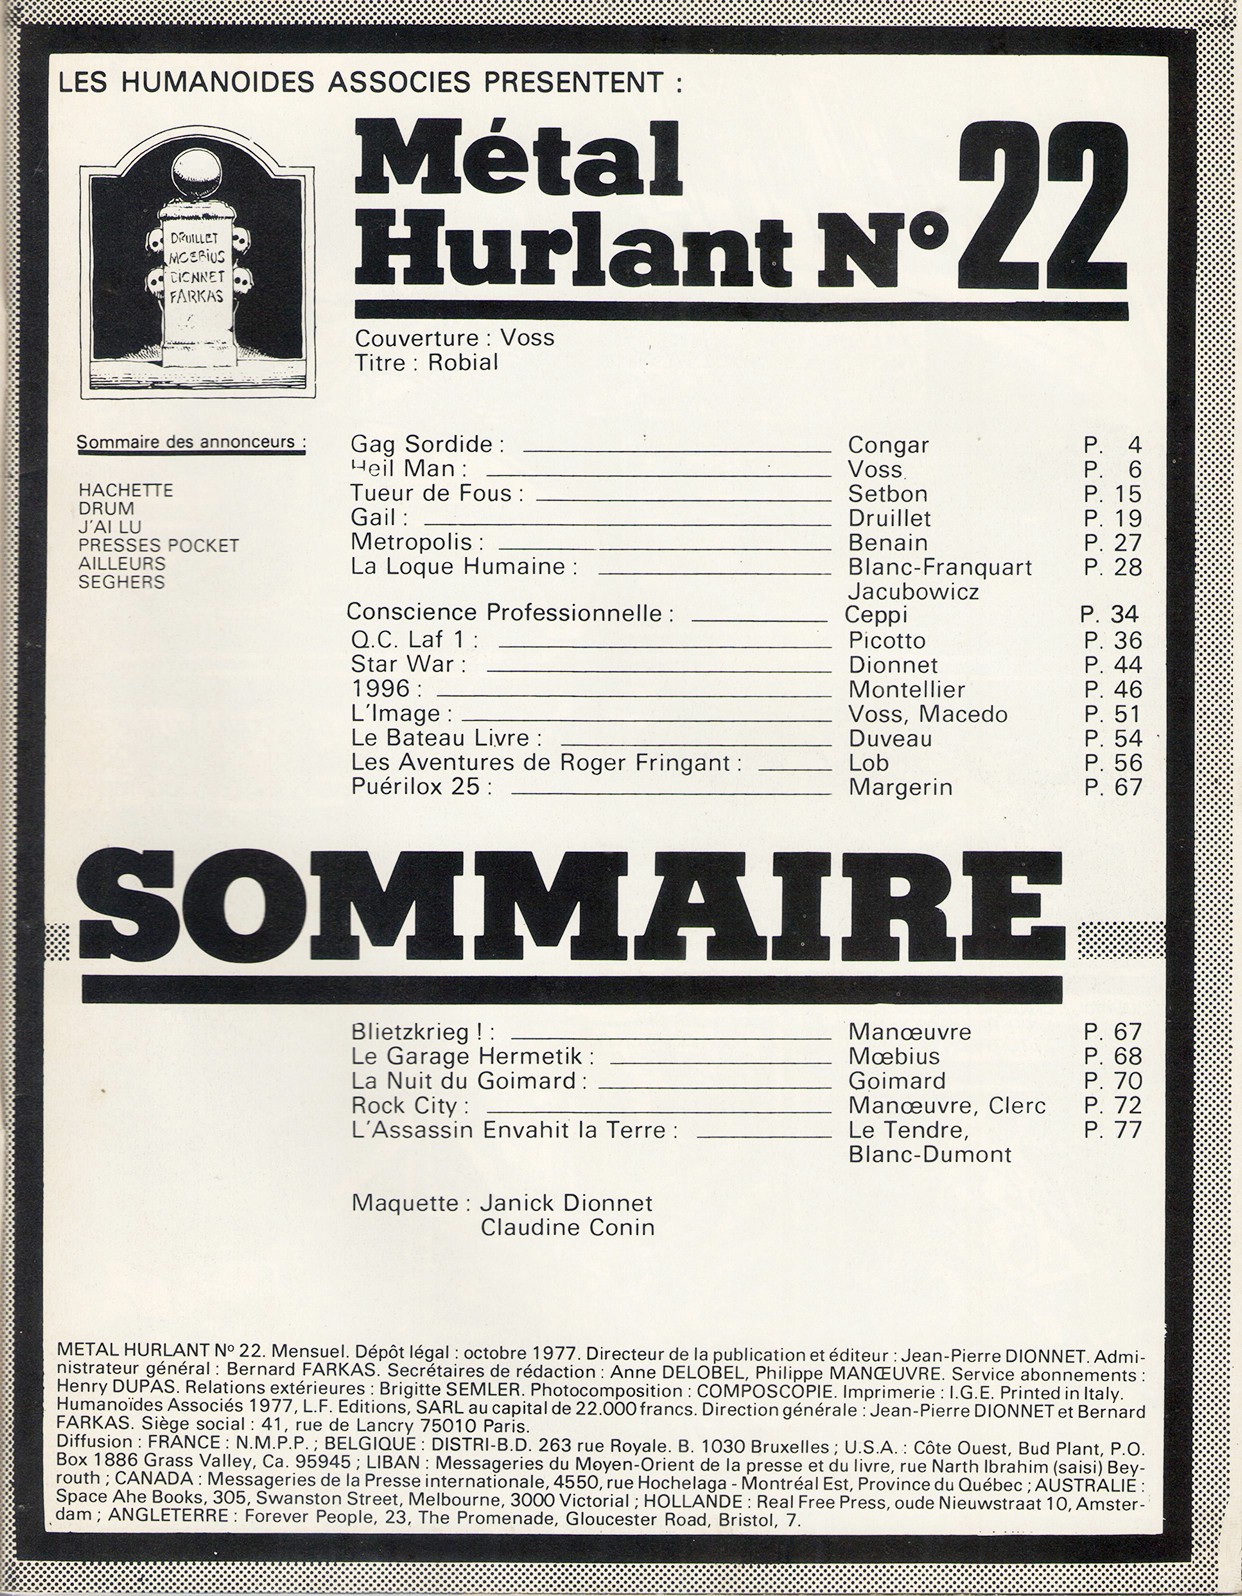 LES HUMANOIDES ASSOCIES PRESENTENT :
Métal
Hurlant Nº 22
DRUILLET
MOEBIUS
DIONNET
FARKAS
Couverture : Voss
Titre : Robial
Sommaire des annonceurs :
HACHETTE
DRUM
J'AI LU
PRESSES POCKET
AILLEURS
SEGHERS
Gag Sordide : Congar P. 4
Heil Man : Voss P. 6
Tueur de Fous : Setbon P. 15
Gail : Druillet P. 19
Metropolis : Benain P. 27
La Loque Humaine : Blanc-Franquart P. 28
Jacubowicz
Conscience Professionnelle : Ceppi P. 34
Q.C. Laf 1 : Picotto P. 36
Star War : Dionnet P. 44
1996 : Montellier P. 46
L'Image : Voss, Macedo P. 51
Le Bateau Livre : Duveau P. 54
Les Aventures de Roger Fringant : Lob P. 56
Puérilox 25 : Margerin P. 67
SOMMAIRE
Blietzkrieg ! : Manœuvre P. 67
Le Garage Hermetik : Mœbius P. 68
La Nuit du Goimard : Goimard P. 70
Rock City : Manœuvre, Clerc P. 72
L'Assassin Envahit la Terre : Le Tendre, P. 77
Blanc-Dumont
Maquette : Janick Dionnet
Claudine Conin
METAL HURLANT Nº 22. Mensuel. Dépôt légal : octobre 1977. Directeur de la publication et éditeur : Jean-Pierre DIONNET. Admi-
nistrateur général : Bernard FARKAS. Secrétaires de rédaction : Anne DELOBEL, Philippe MANŒUVRE. Service abonnements :
Henry DUPAS. Relations extérieures : Brigitte SEMLER. Photocomposition : COMPOSCOPIE. Imprimerie : I.G.E. Printed in Italy.
Humanoïdes Associés 1977, L.F. Editions, SARL au capital de 22.000 francs. Direction générale : Jean-Pierre DIONNET et Bernard
FARKAS. Siège social : 41, rue de Lancry 75010 Paris.
Diffusion : FRANCE : N.M.P.P. ; BELGIQUE : DISTRI-B.D. 263 rue Royale. B. 1030 Bruxelles ; U.S.A. : Côte Ouest, Bud Plant, P.O.
Box 1886 Grass Valley, Ca. 95945 ; LIBAN : Messageries du Moyen-Orient de la presse et du livre, rue Narth Ibrahim (saisi) Bey-
routh ; CANADA : Messageries de la Presse internationale, 4550, rue Hochelaga - Montréal Est, Province du Québec ; AUSTRALIE :
Space Ahe Books, 305, Swanston Street, Melbourne, 3000 Victorial ; HOLLANDE : Real Free Press, oude Nieuwstraat 10, Amster-
dam ; ANGLETERRE : Forever People, 23, The Promenade, Gloucester Road, Bristol, 7.